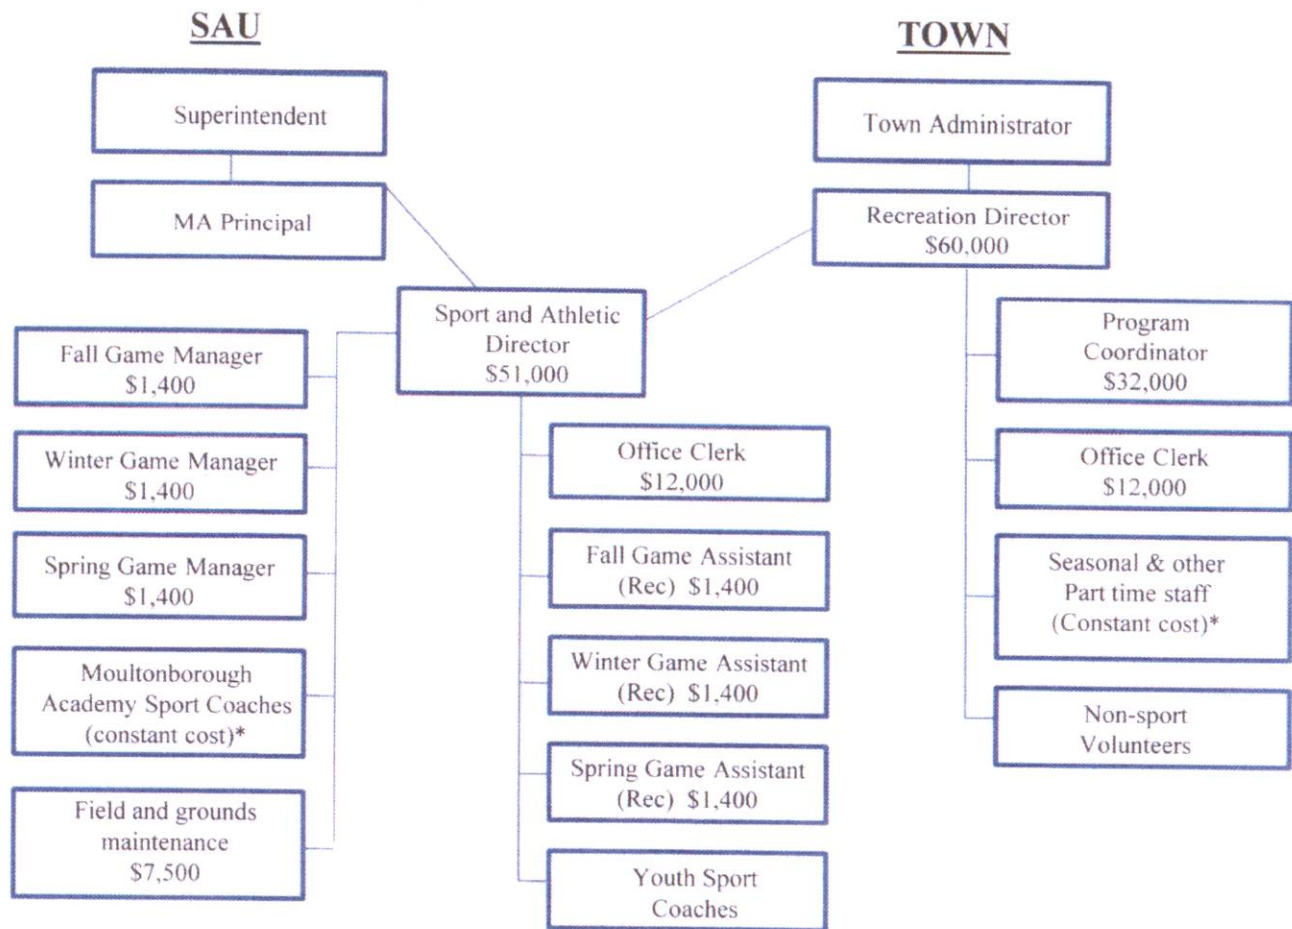 SAU
TOWN
Superintendent
Town Administrator
MA Principal
Recreation Director
$60,000
Sport and Athletic
Director
$51,000
Fall Game Manager
$1,400
Winter Game Manager
$1,400
Spring Game Manager
$1,400
Moultonborough
Academy Sport Coaches
(constant cost)*
Field and grounds
maintenance
$7,500
Office Clerk
$12,000
Fall Game Assistant
(Rec) $1,400
Winter Game Assistant
(Rec) $1,400
Spring Game Assistant
(Rec) $1,400
Youth Sport
Coaches
Program
Coordinator
$32,000
Office Clerk
$12,000
Seasonal & other
Part time staff
(Constant cost)*
Non-sport
Volunteers